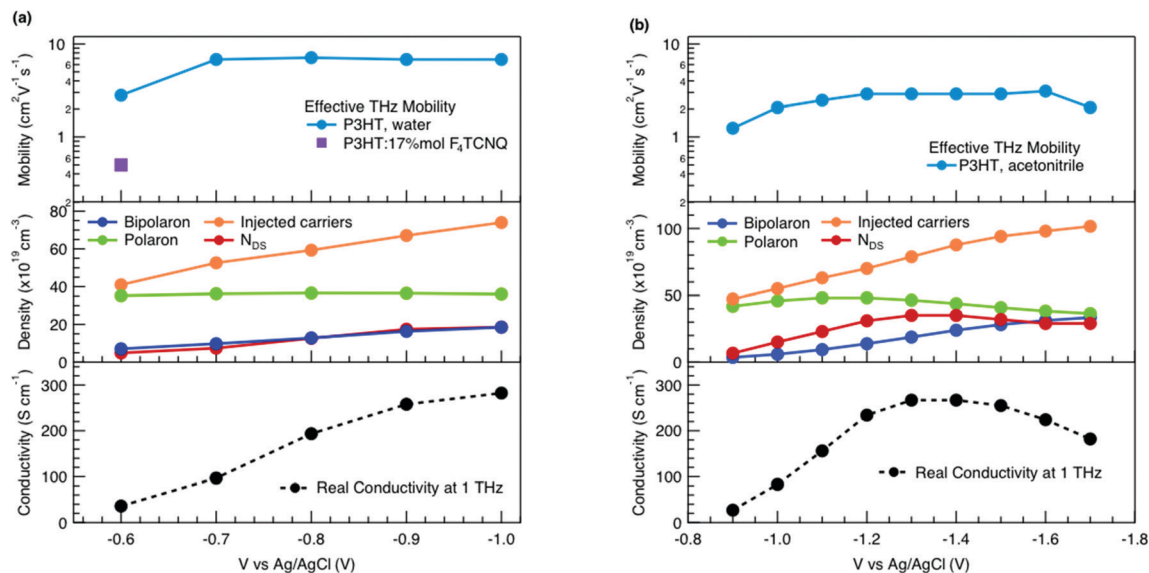 (a)
10
6
4
2
1
6
4
2
Mobility (cm²V⁻¹s⁻¹)
Effective THz Mobility
P3HT, water
P3HT:17%mol F₄TCNQ
80
60
40
20
0
Density (x10¹⁹ cm⁻³)
Bipolaron
Injected carriers
Polaron
N_DS
300
200
100
0
Conductivity (S cm⁻¹)
Real Conductivity at 1 THz
-0.6 -0.7 -0.8 -0.9 -1.0
V vs Ag/AgCl (V)
(b)
10
6
4
2
1
6
4
2
Mobility (cm²V⁻¹s⁻¹)
Effective THz Mobility
P3HT, acetonitrile
100
50
0
Density (x 10¹⁹ cm⁻³)
Bipolaron
Injected carriers
Polaron
N_DS
300
200
100
0
Conductivity (S cm⁻¹)
Real Conductivity at 1 THz
-0.8 -1.0 -1.2 -1.4 -1.6 -1.8
V vs Ag/AgCl (V)